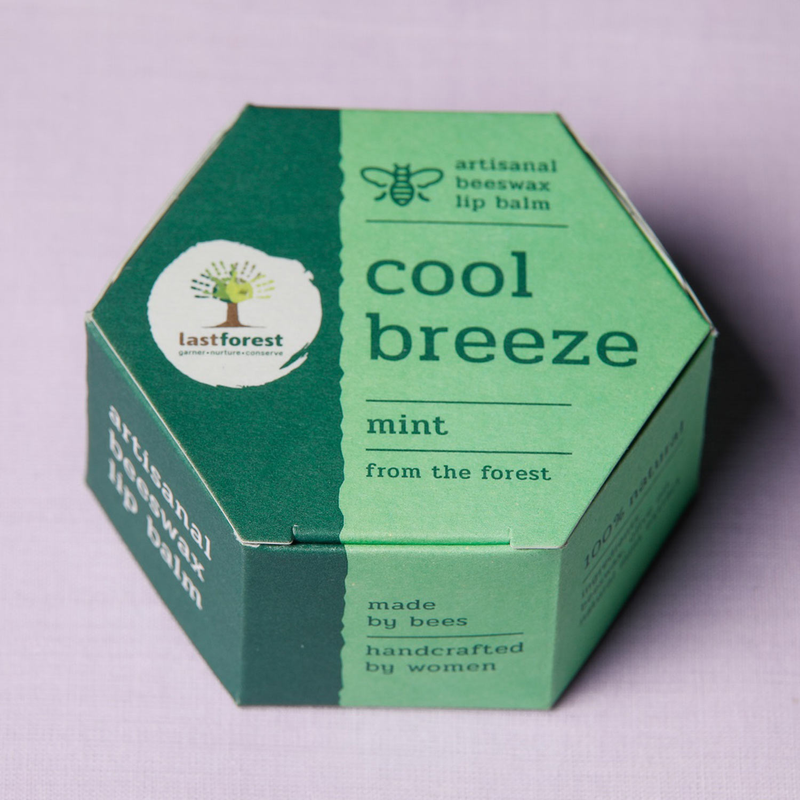 artisanal
beeswax
lip balm
cool
breeze
mint
from the forest
lastforest
garner•nurture•conserve
artisanal
beeswax
lip balm
made
by bees
handcrafted
by women
100% natural